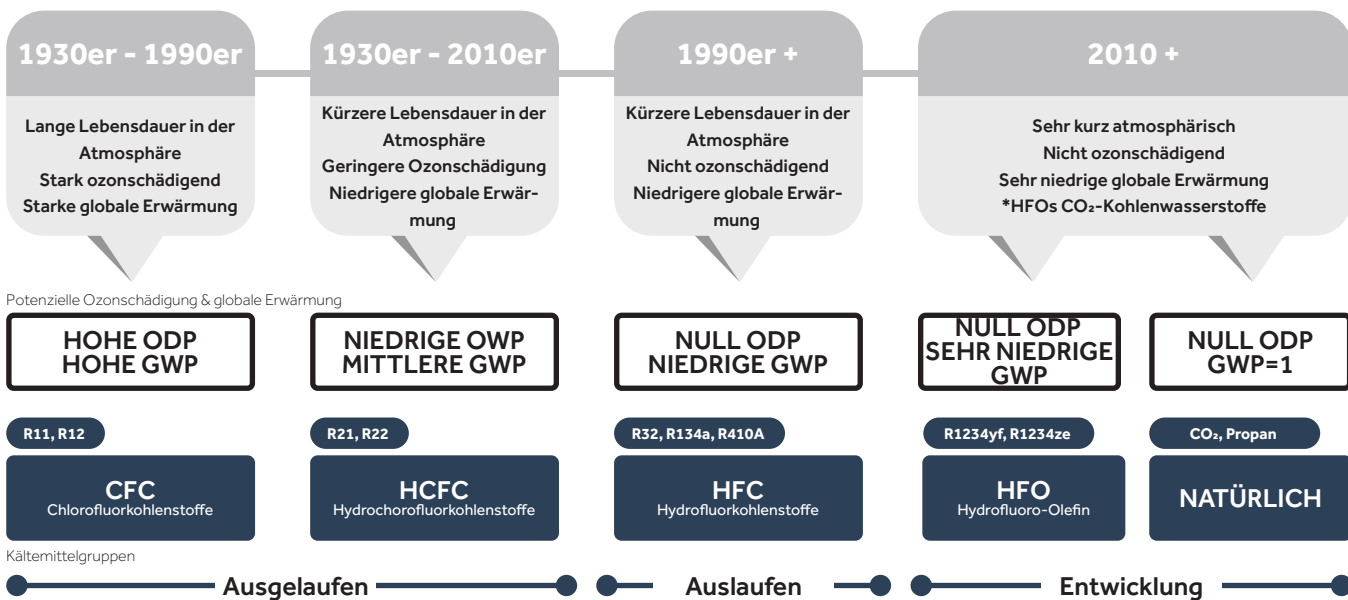 1930er - 1990er
Lange Lebensdauer in der
Atmosphäre
Stark ozonschädigend
Starke globale Erwärmung
1930er - 2010er
Kürzere Lebensdauer in der
Atmosphäre
Geringere Ozonschädigung
Niedrigere globale Erwär-
mung
1990er +
Kürzere Lebensdauer in der
Atmosphäre
Nicht ozonschädigend
Niedrigere globale Erwär-
mung
2010 +
Sehr kurz atmosphärisch
Nicht ozonschädigend
Sehr niedrige globale Erwärmung
*HFOs CO₂-Kohlenwasserstoffe
Potenzielle Ozonschädigung & globale Erwärmung
HOHE ODP
HOHE GWP
NIEDRIGE OWP
MITTLERE GWP
NULL ODP
NIEDRIGE GWP
NULL ODP
SEHR NIEDRIGE
GWP
NULL ODP
GWP=1
R11, R12
R21, R22
R32, R134a, R410A
R1234yf, R1234ze
CO₂, Propan
CFC
Chlorofluorkohlenstoffe
HCFC
Hydrochorofluorkohlenstoffe
HFC
Hydrofluorkohlenstoffe
HFO
Hydrofluoro-Olefin
NATÜRLICH
Kältemittelgruppen
Ausgelaufen
Auslaufen
Entwicklung